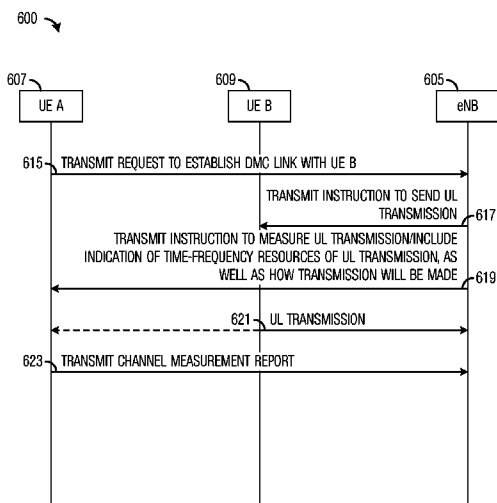 600
607
609
605
UE A
UE B
eNB
615
TRANSMIT REQUEST TO ESTABLISH DMC LINK WITH UE B
TRANSMIT INSTRUCTION TO SEND UL
TRANSMISSION
617
TRANSMIT INSTRUCTION TO MEASURE UL TRANSMISSION/INCLUDE
INDICATION OF TIME-FREQUENCY RESOURCES OF UL TRANSMISSION, AS
WELL AS HOW TRANSMISSION WILL BE MADE
619
621
UL TRANSMISSION
623
TRANSMIT CHANNEL MEASUREMENT REPORT